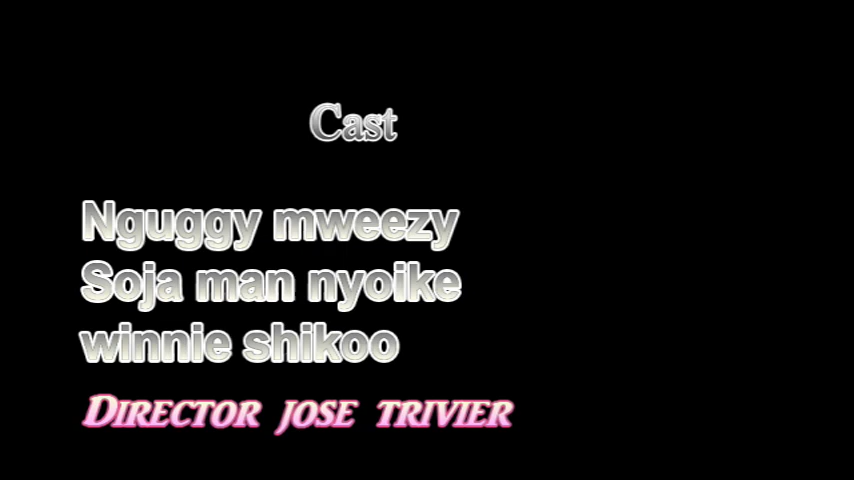 Cast
Nguggy mweezy
Soja man nyoike
winnie shikoo
Director jose trivier